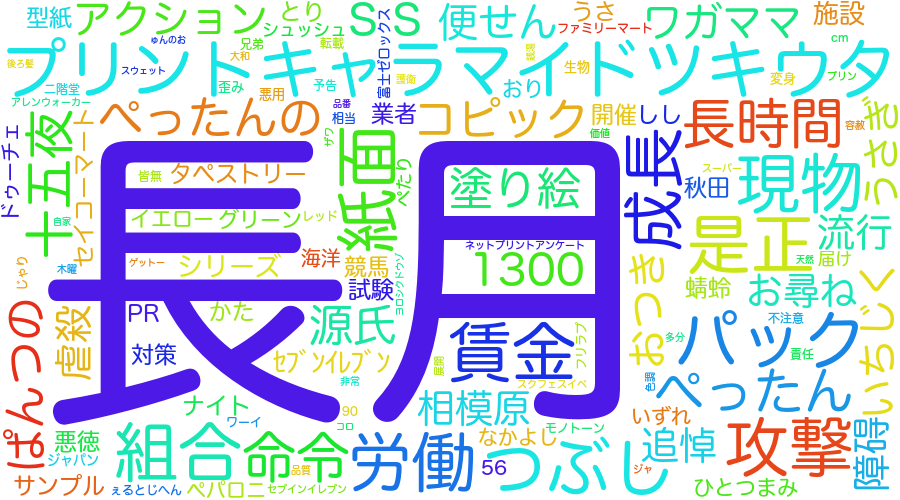 型紙
アクション
とり
シュッシュ
SS
便せん
うさ
ファミリーマート
ワガママ
施設
cm
ゅんのお
兄弟
転載
富士ゼロックス
後ろ髪
大和
スウェット
プリントキャラマイドツキウタ
二階堂
アレンウォーカー
歪み
悪用
予告
護衛
おり
生物
変身
プリン
ぺったんの
品番
相当
業者
コピック
開催
価値
しし
長時間
容赦
うさぎ
ドゥーチェ
十五夜
セイコーマート
長月
ザワ
紙面
ぺたり
皆無
タペストリー
塗り絵
成長
スーパー
秋田
現物
自家
イエロー
グリーン
レッド
ネットプリントアンケート
是正
流行
木曜
ゲットー
シリーズ
海洋
競馬
ヨロシクドウゾ
1300
おつき
天然
届け
じゃり
試験
蜻蛉
お尋ね
いちじく
PR
かた
源氏
賃金
フリラブ
パック
不注意
ぱんつの
虐殺
対策
セブンイレブン
多分
責任
非常
スクフェスイベ
色調
ぺったん
ナイト
ワーイ
90
コロ
相模原
モノトーン
いずれ
悪徳
ジャパン
組合
命令
労働
なかよし
つぶし
追悼
攻撃
障碍
サンプル
ぇるとじへん
ペパロニ
品質
セブインイレブン
56
ジャ
ひとつまみ